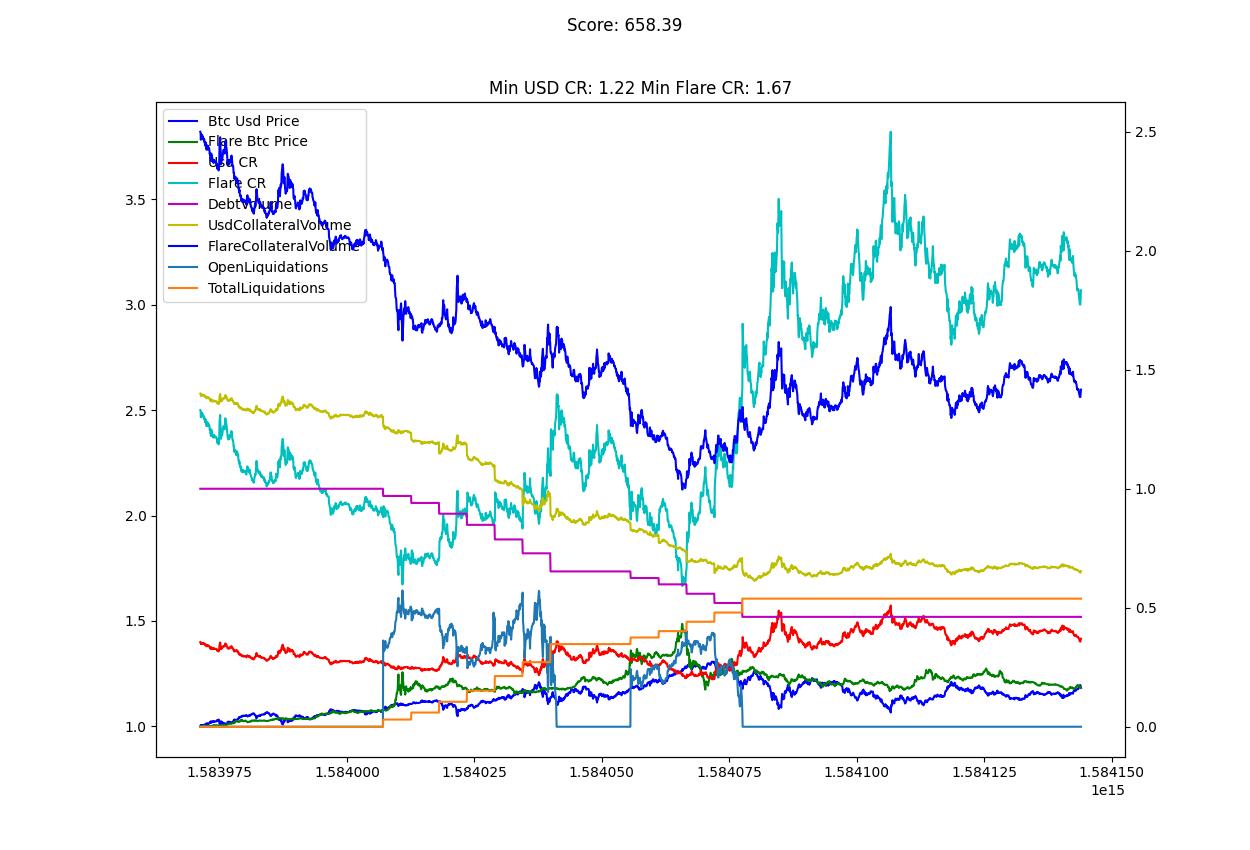 Score: 658.39
Min USD CR: 1.22 Min Flare CR: 1.67
Btc Usd Price
Flare Btc Price
Usd CR
Flare CR
DebtVolume
UsdCollateralVolume
FlareCollateralVolume
OpenLiquidations
TotalLiquidations
3.5
3.0
2.5
2.0
1.5
1.0
2.5
2.0
1.5
1.0
0.5
0.0
1.583975 1.584000 1.584025 1.584050 1.584075 1.584100 1.584125 1.584150
1e15